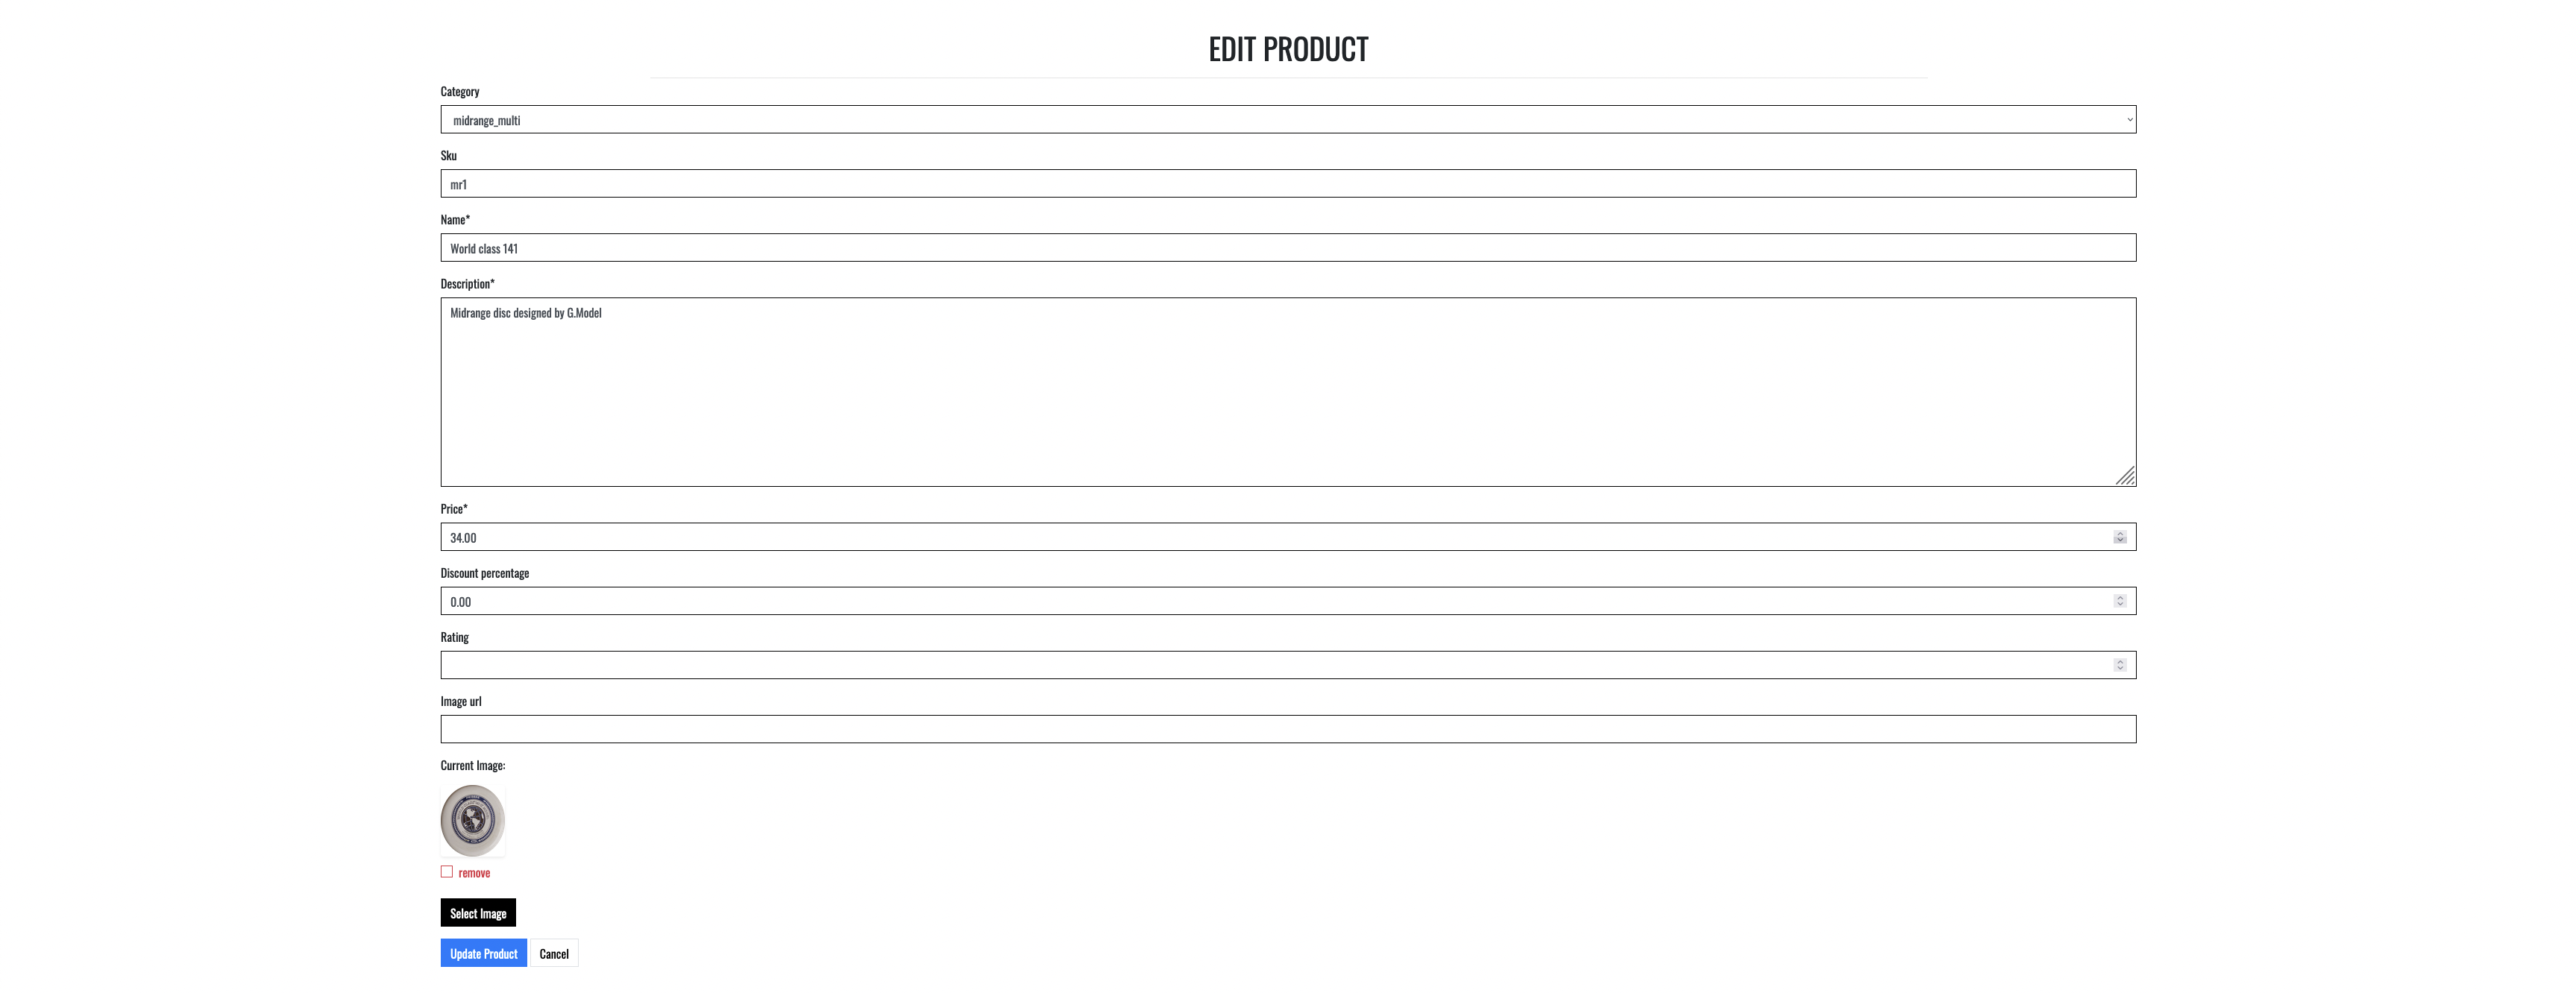 EDIT PRODUCT
Category
midrange_multi
Sku
mr1
Name*
World class 141
Description*
Midrange disc designed by G.Model
Price*
34.00
Discount percentage
0.00
Rating
Image url
Current Image:
remove
Select Image
Update Product
Cancel